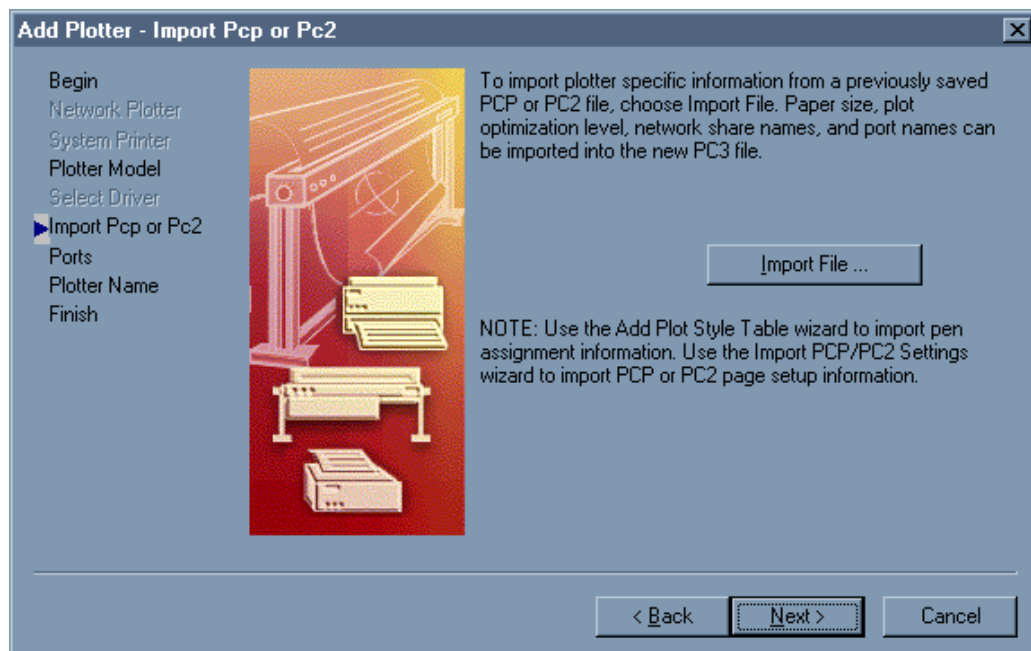 Add Plotter - Import Pcp or Pc2
Begin
Network Plotter
System Printer
Plotter Model
Select Driver
Import Pcp or Pc2
Ports
Plotter Name
Finish
To import plotter specific information from a previously saved
PCP or PC2 file, choose Import File. Paper size, plot
optimization level, network share names, and port names can
be imported into the new PC3 file.
Import File ...
NOTE: Use the Add Plot Style Table wizard to import pen
assignment information. Use the Import PCP/PC2 Settings
wizard to import PCP or PC2 page setup information.
< Back
Next >
Cancel